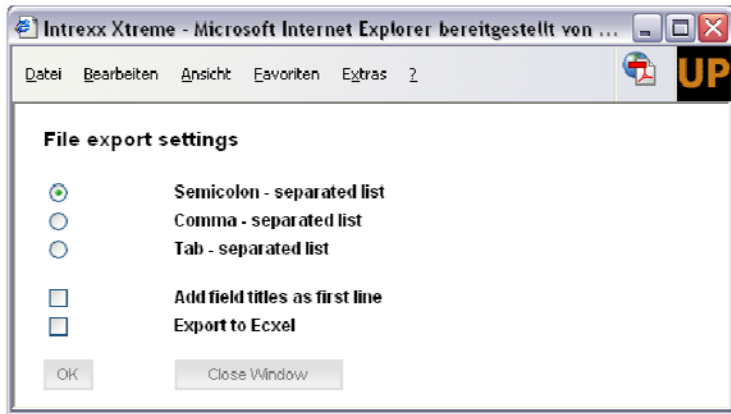 Intrexx Xtreme - Microsoft Internet Explorer bereitgestellt von ...
Datei Bearbeiten Ansicht Favoriten Extras ?
UP
File export settings
Semicolon - separated list
Comma - separated list
Tab - separated list
Add field titles as first line
Export to Ecxel
OK Close Window